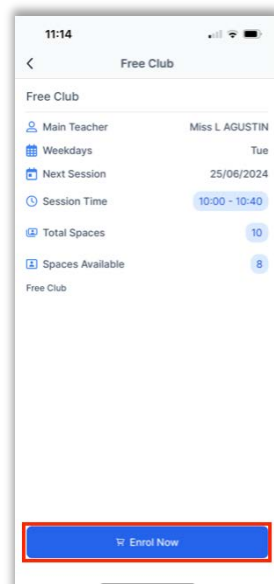 11:14
Free Club
Free Club
Main Teacher Miss L AGUSTIN
Weekdays Tue
Next Session 25/06/2024
Session Time 10:00 - 10:40
Total Spaces 10
Spaces Available 8
Free Club
Enrol Now